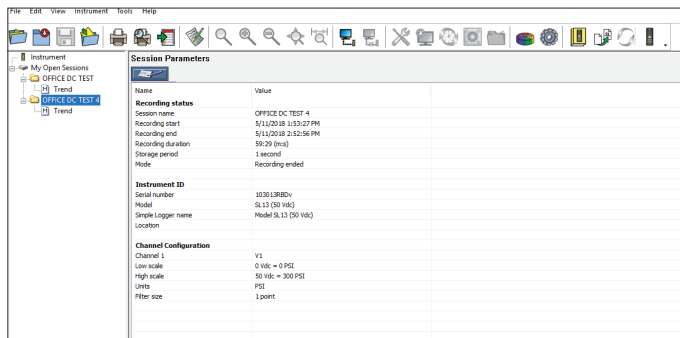 File Edit View Instrument Tools Help
Instrument
My Open Sessions
OFFICE DC TEST
Trend
OFFICE DC TEST 4
Trend
Session Parameters
Name Value
Recording status
Session name OFFICE DC TEST 4
Recording start 5/11/2018 1:53:27 PM
Recording end 5/11/2018 2:52:56 PM
Recording duration 59:29 (m:s)
Storage period 1 second
Mode Recording ended
Instrument ID
Serial number 103013RBDv
Model SL13 (50 Vdc)
Simple Logger name Model SL13 (50 Vdc)
Location
Channel Configuration
Channel 1 V1
Low scale 0 Vdc = 0 PSI
High scale 50 Vdc = 300 PSI
Units PSI
Filter size 1 point